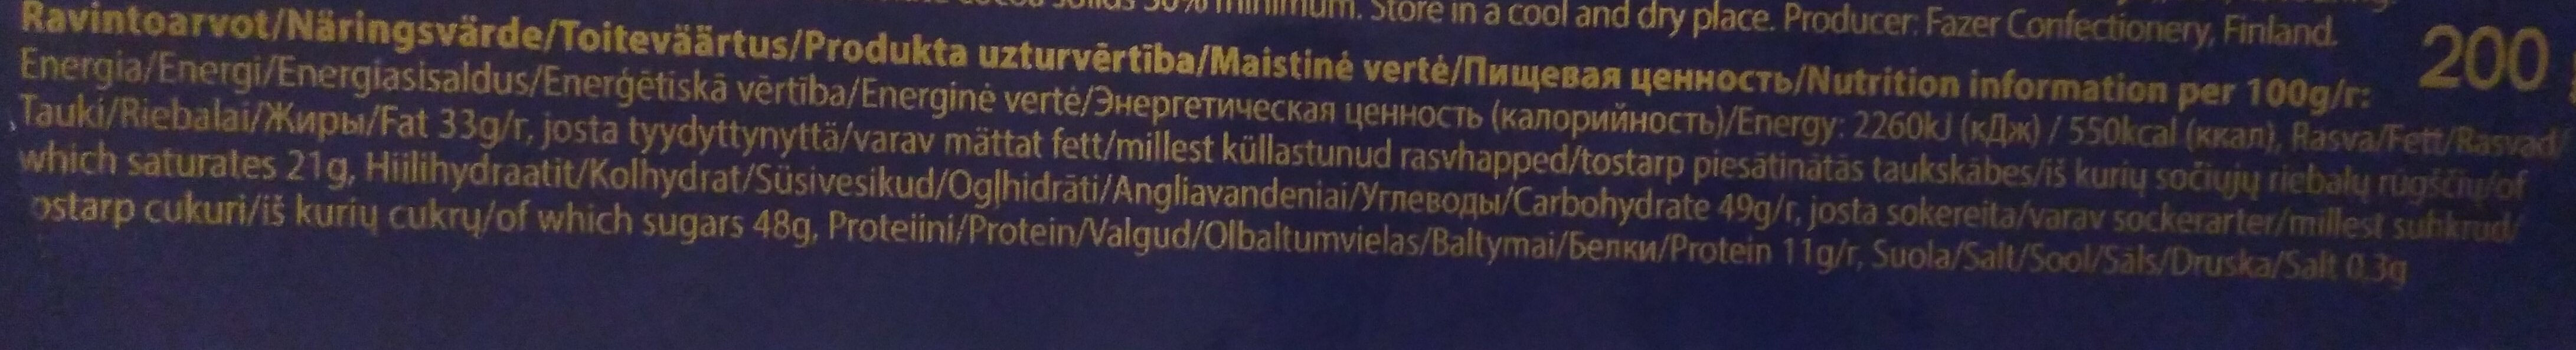 solids 30% minimum. Store in a cool and dry place. Producer: Fazer Confectionery, Finland.
Ravintoarvot/Näringsvärde/Toiteväärtus/Produkta uzturvērtība/Maistinė vertė/Пищевая ценность/Nutrition information per 100g/r:
200
Energia/Energi/Energiasisaldus/Enerģētiskā vērtība/Energinė vertė/Энергетическая ценность (калорийность)/Energy: 2260kJ (кДж) / 550kcal (ккал), Rasva/Fett/Rasvad/
Tauki/Riebalai/Жиры/Fat 33g/r, josta tyydyttynyttä/varav mättat fett/millest küllastunud rasvhapped/tostarp piesātinātās taukskābes/iš kurių sočiųjų riebalų rūgščių/of
which saturates 21g, Hiilihydraatit/Kolhydrat/Süsivesikud/Ogļhidrāti/Angliavandeniai/Углеводы/Carbohydrate 49g/r, josta sokereita/varav sockerarter/millest suhkrud/
ostarp cukuri/iš kurių cukrų/of which sugars 48g, Proteiini/Protein/Valgud/Olbaltumvielas/Baltymai/Белки/Protein 11g/r, Suola/Salt/Sool/Sāls/Druska/Salt 0.3g